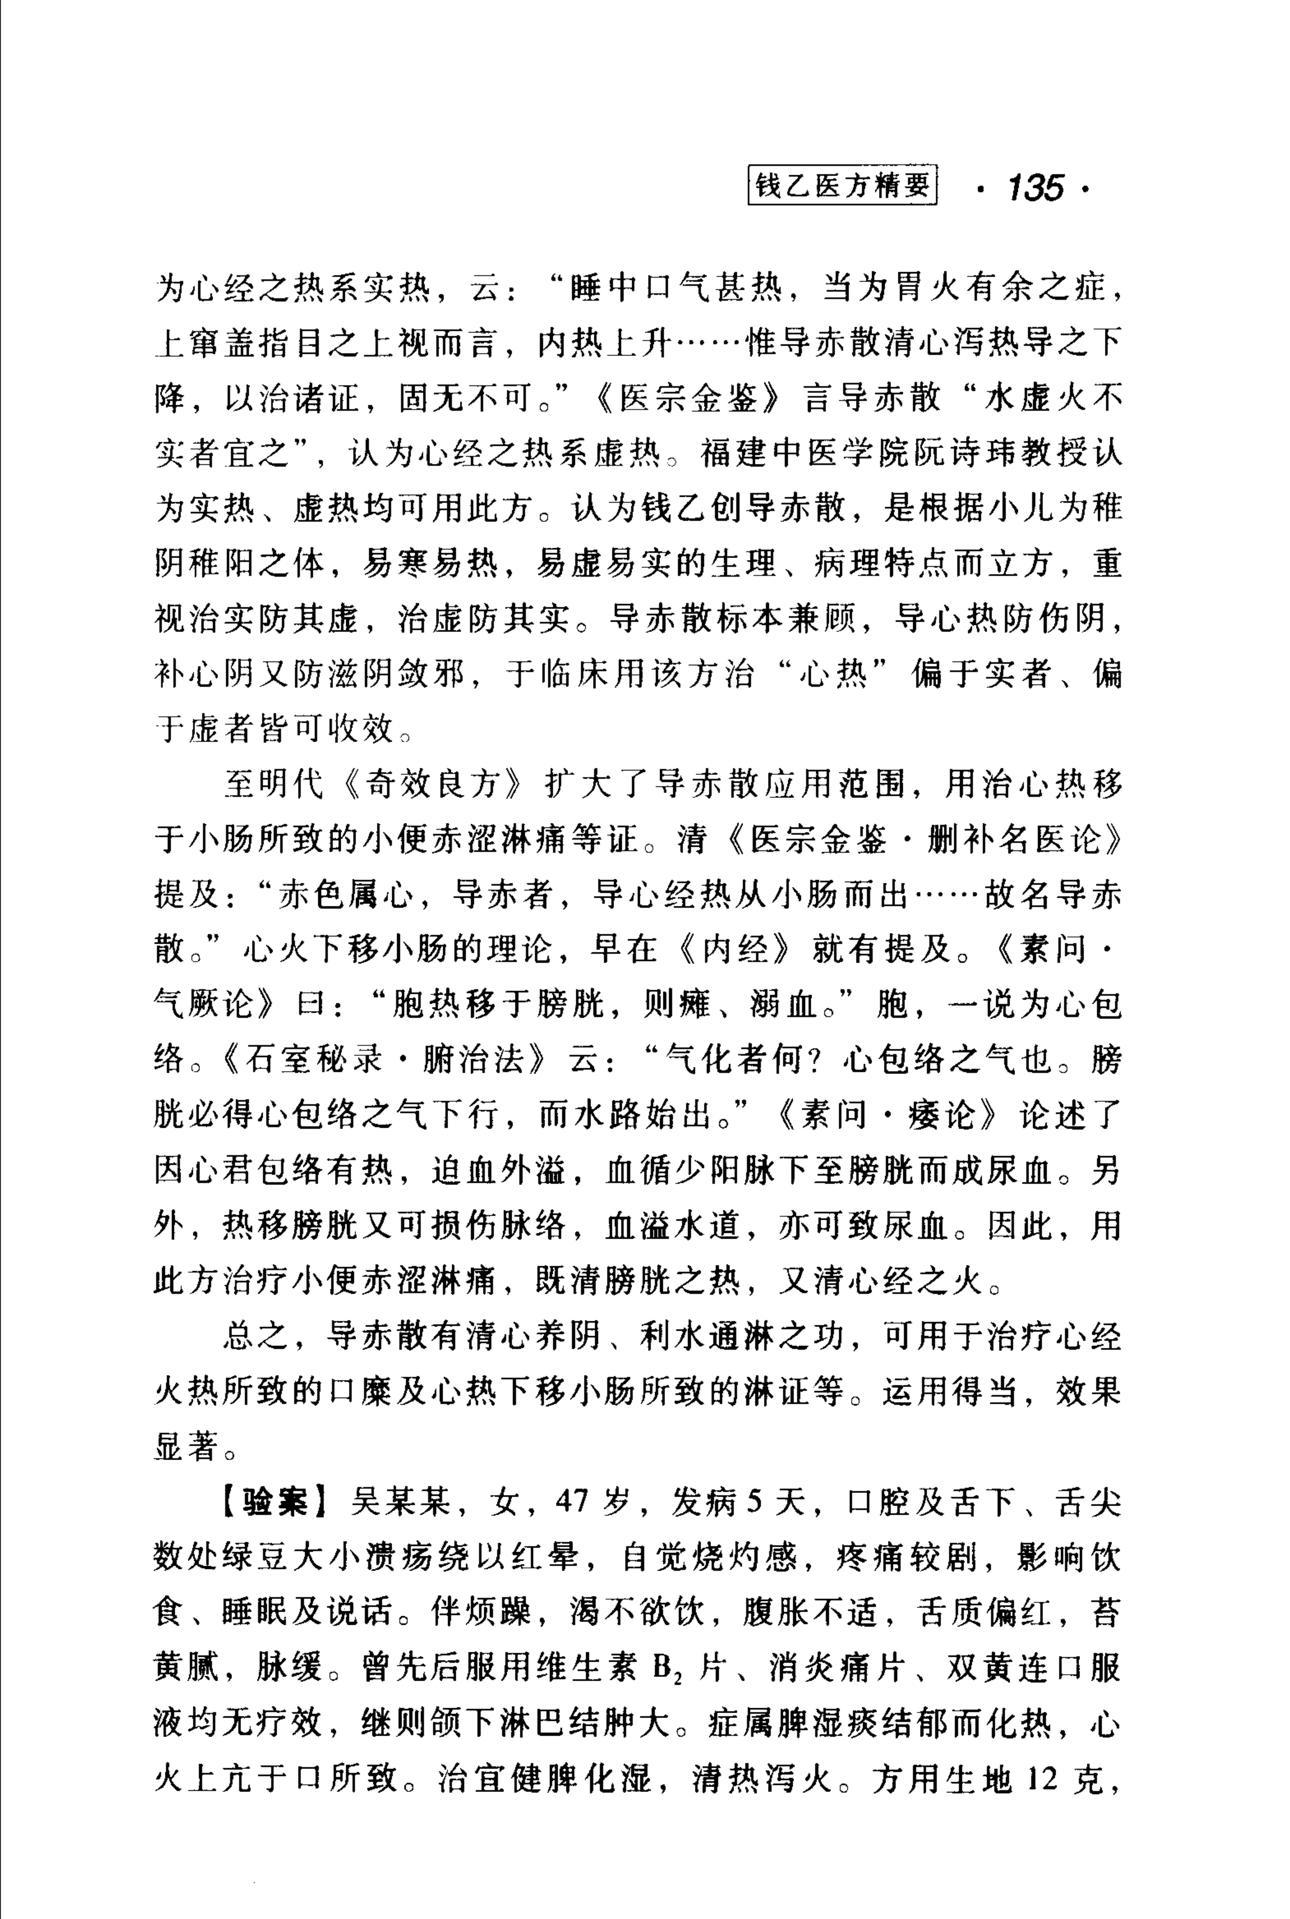 钱乙医方精要 · 135 ·
为心经之热系实热，云：“睡中口气甚热，当为胃火有余之症，
上窜盖指目之上视而言，内热上升……惟导赤散清心泻热导之下
降，以治诸证，固无不可。”《医宗金鉴》言导赤散“水虚火不
实者宜之”，认为心经之热系虚热。福建中医学院阮诗玮教授认
为实热、虚热均可用此方。认为钱乙创导赤散，是根据小儿为稚
阴稚阳之体，易寒易热，易虚易实的生理、病理特点而立方，重
视治实防其虚，治虚防其实。导赤散标本兼顾，导心热防伤阴，
补心阴又防滋阴敛邪，于临床用该方治“心热”偏于实者、偏
于虚者皆可收效。
至明代《奇效良方》扩大了导赤散应用范围，用治心热移
于小肠所致的小便赤涩淋痛等证。清《医宗金鉴·删补名医论》
提及：“赤色属心，导赤者，导心经热从小肠而出……故名导赤
散。”心火下移小肠的理论，早在《内经》就有提及。《素问·
气厥论》曰：“胞热移于膀胱，则癃、溺血。”胞，一说为心包
络。《石室秘录·腑治法》云：“气化者何？心包络之气也。膀
胱必得心包络之气下行，而水路始出。”《素问·痿论》论述了
因心君包络有热，迫血外溢，血循少阳脉下至膀胱而成尿血。另
外，热移膀胱又可损伤脉络，血溢水道，亦可致尿血。因此，用
此方治疗小便赤涩淋痛，既清膀胱之热，又清心经之火。
总之，导赤散有清心养阴、利水通淋之功，可用于治疗心经
火热所致的口糜及心热下移小肠所致的淋证等。运用得当，效果
显著。
【验案】吴某某，女，47 岁，发病 5 天，口腔及舌下、舌尖
数处绿豆大小溃疡绕以红晕，自觉烧灼感，疼痛较剧，影响饮
食、睡眠及说话。伴烦躁，渴不欲饮，腹胀不适，舌质偏红，苔
黄腻，脉缓。曾先后服用维生素 B₂ 片、消炎痛片、双黄连口服
液均无疗效，继则颌下淋巴结肿大。症属脾湿痰结郁而化热，心
火上亢于口所致。治宜健脾化湿，清热泻火。方用生地 12 克，